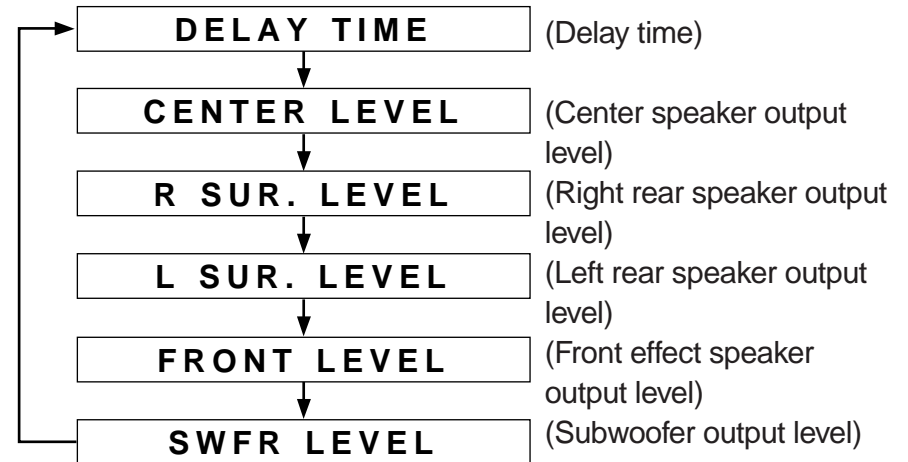 DELAY TIME (Delay time)
CENTER LEVEL (Center speaker output
level)
R SUR. LEVEL (Right rear speaker output
level)
L SUR. LEVEL (Left rear speaker output
level)
FRONT LEVEL (Front effect speaker
output level)
SWFR LEVEL (Subwoofer output level)